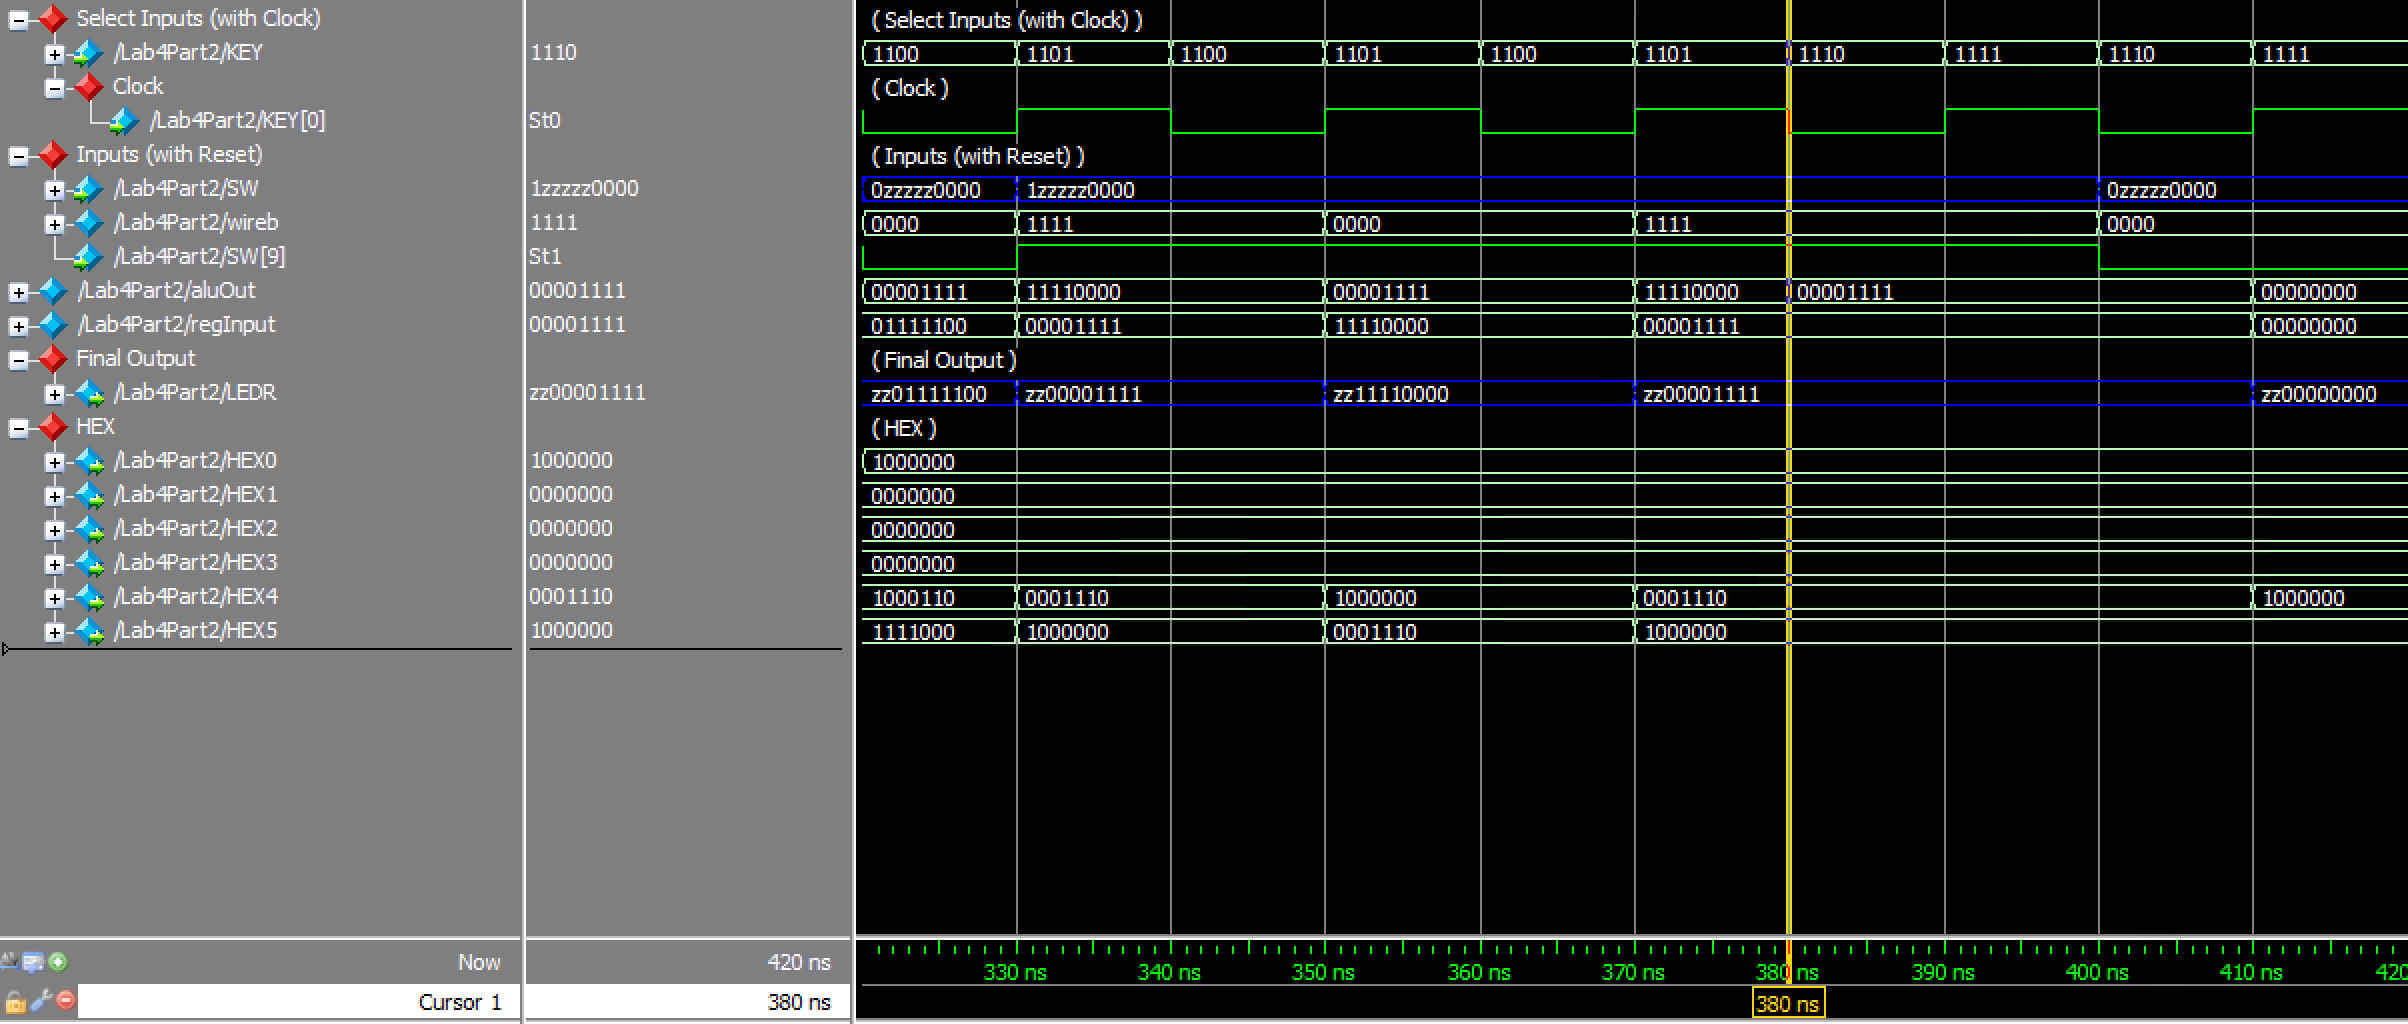 Select Inputs (with Clock) ( Select Inputs (with Clock) )
/Lab4Part2/KEY 1110 1100 1101 1100 1101 1100 1101 1110 1111 1110 1111
Clock ( Clock )
/Lab4Part2/KEY[0] St0
Inputs (with Reset) ( Inputs (with Reset) )
/Lab4Part2/SW 1zzzzz0000 0zzzzz0000 1zzzzz0000 0zzzzz0000
/Lab4Part2/wireb 1111 0000 1111 0000 1111 0000
/Lab4Part2/SW[9] St1
/Lab4Part2/aluOut 00001111 00001111 11110000 00001111 11110000 00001111 00000000
/Lab4Part2/regInput 00001111 01111100 00001111 11110000 00001111 00000000
Final Output ( Final Output )
/Lab4Part2/LEDR zz00001111 zz01111100 zz00001111 zz11110000 zz00001111 zz00000000
HEX ( HEX )
/Lab4Part2/HEX0 1000000 1000000
/Lab4Part2/HEX1 0000000 0000000
/Lab4Part2/HEX2 0000000 0000000
/Lab4Part2/HEX3 0000000 0000000
/Lab4Part2/HEX4 0001110 1000110 0001110 1000000 0001110 1000000
/Lab4Part2/HEX5 1000000 1111000 1000000 0001110 1000000
Now 420 ns 330 ns 340 ns 350 ns 360 ns 370 ns 380 ns 390 ns 400 ns 410 ns 420
Cursor 1 380 ns 380 ns